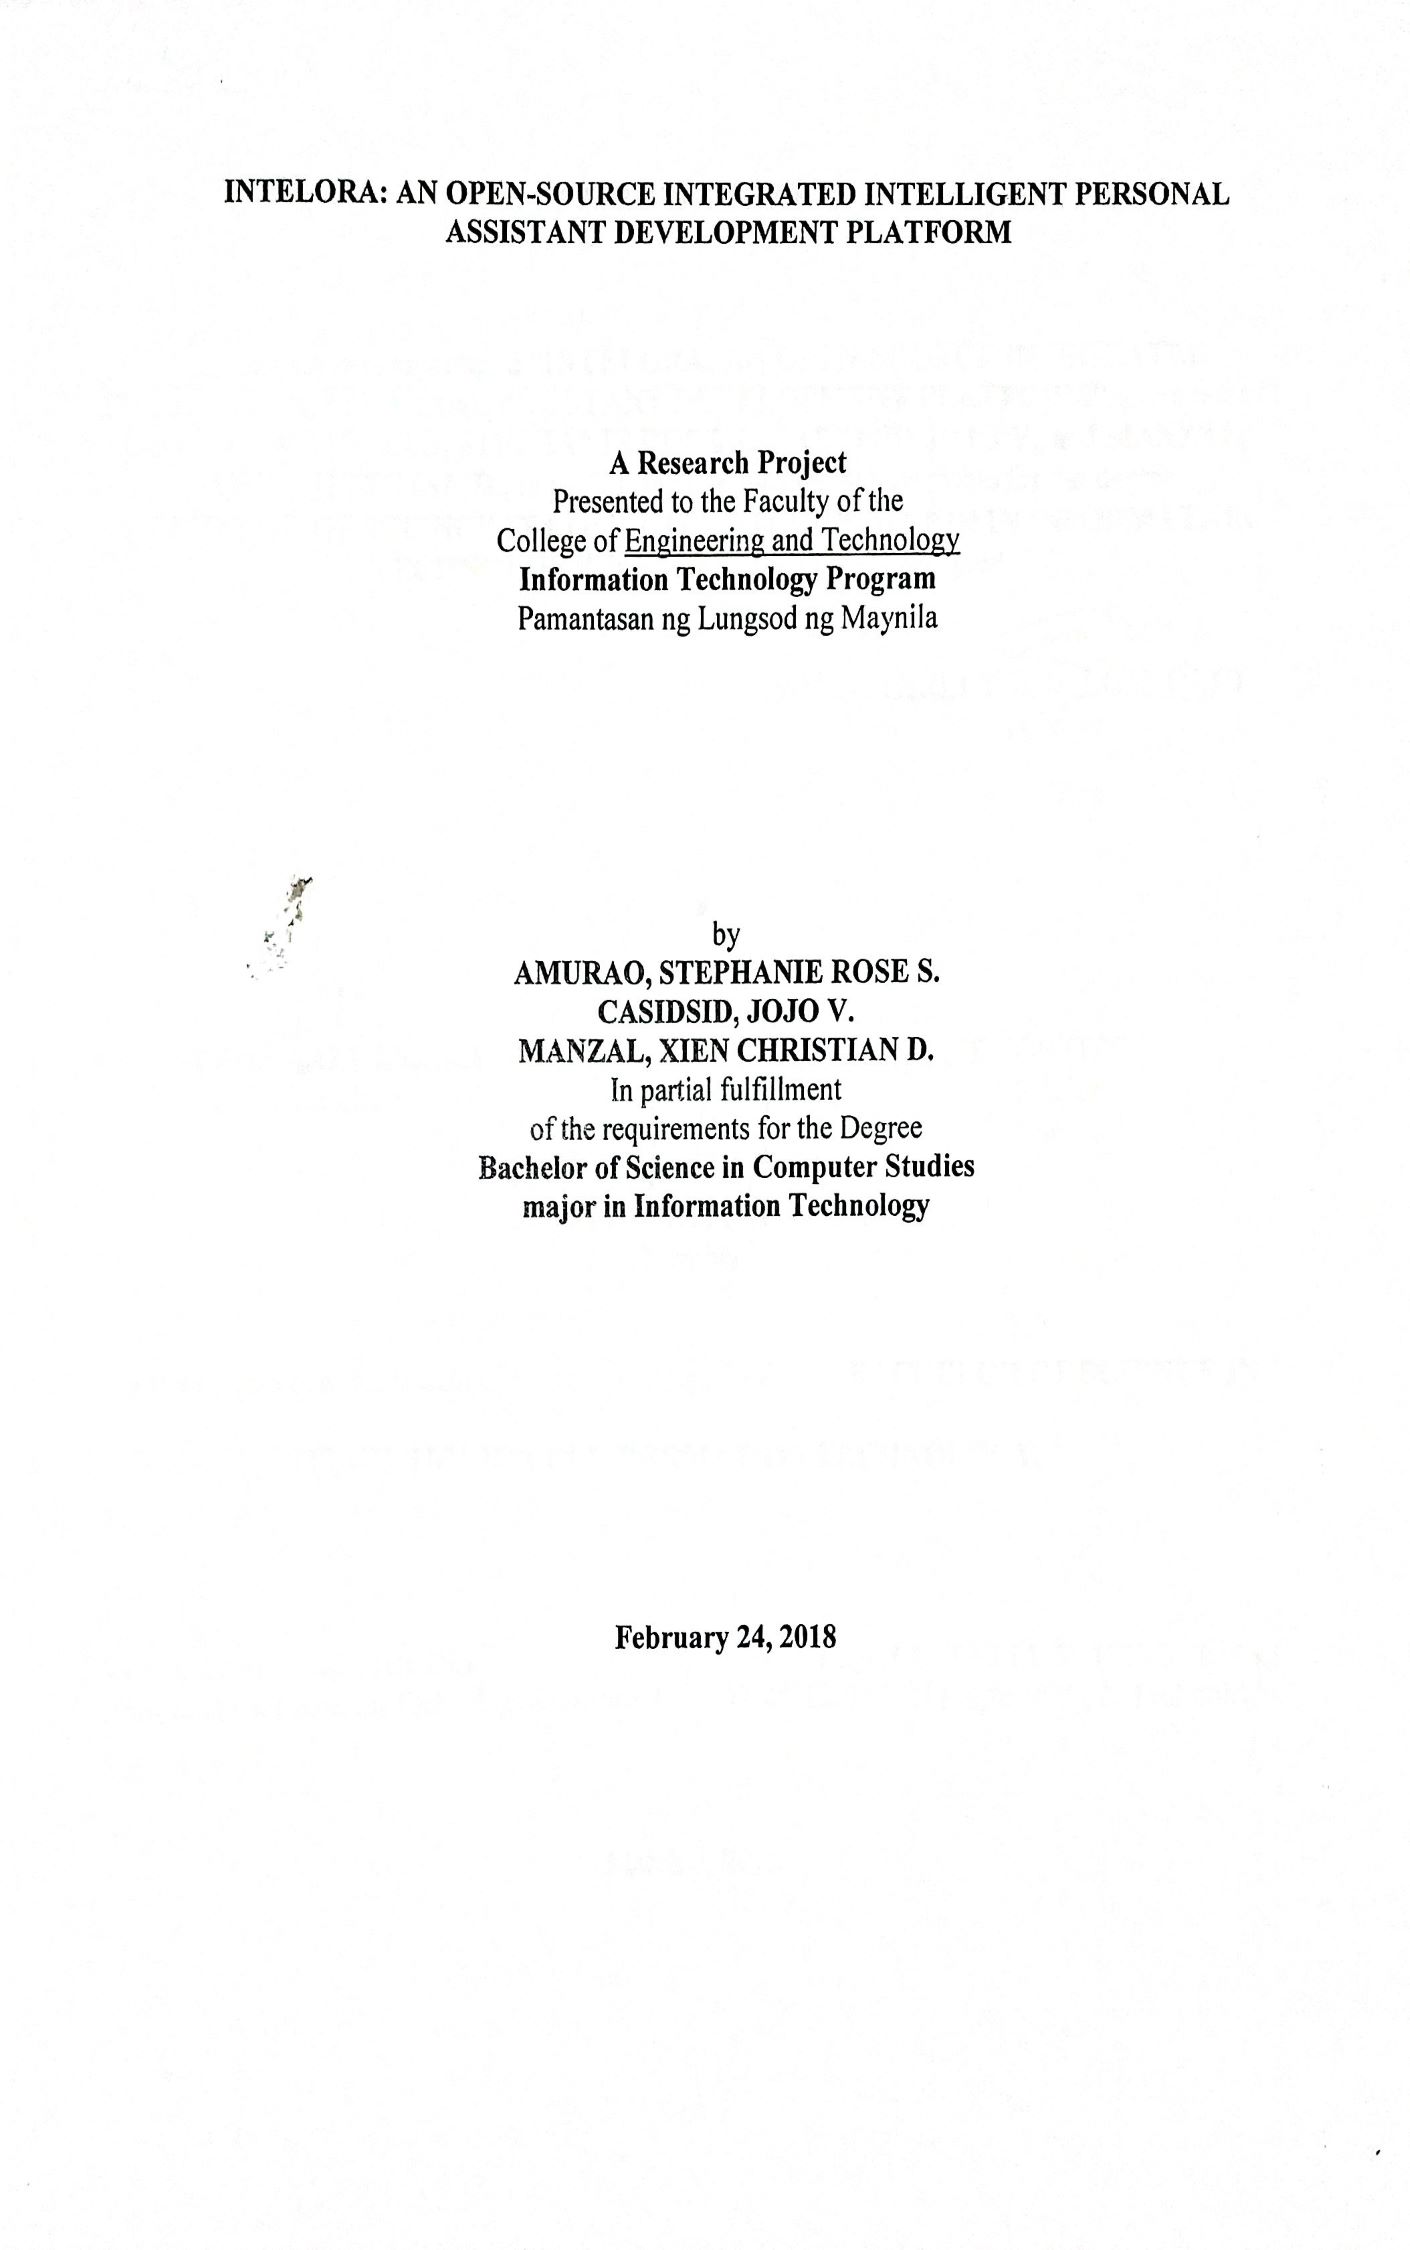 INTELORA: AN OPEN-SOURCE INTEGRATED INTELLIGENT PERSONAL
ASSISTANT DEVELOPMENT PLATFORM
A Research Project
Presented to the Faculty of the
College of Engineering and Technology
Information Technology Program
Pamantasan ng Lungsod ng Maynila
by
AMURAO, STEPHANIE ROSE S.
CASIDSID, JOJO V.
MANZAL, XIEN CHRISTIAN D.
In partial fulfillment
of the requirements for the Degree
Bachelor of Science in Computer Studies
major in Information Technology
February 24, 2018